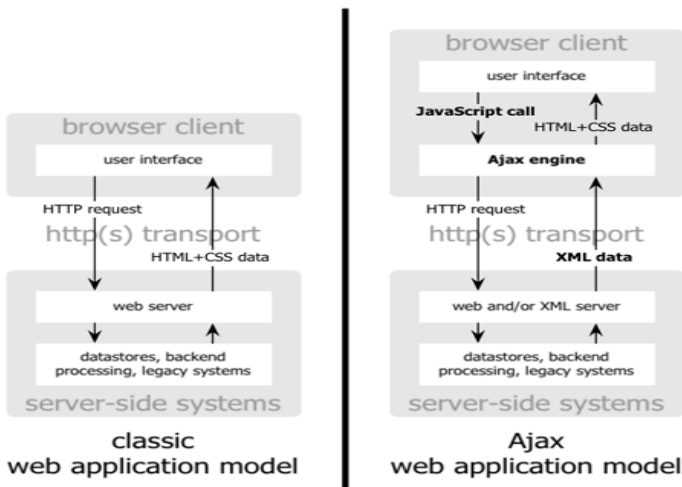 browser client
user interface
HTTP request
http(s) transport
HTML+CSS data
web server
datastores, backend
processing, legacy systems
server-side systems
classic
web application model
browser client
user interface
JavaScript call
HTML+CSS data
Ajax engine
HTTP request
http(s) transport
XML data
web and/or XML server
datastores, backend
processing, legacy systems
server-side systems
Ajax
web application model